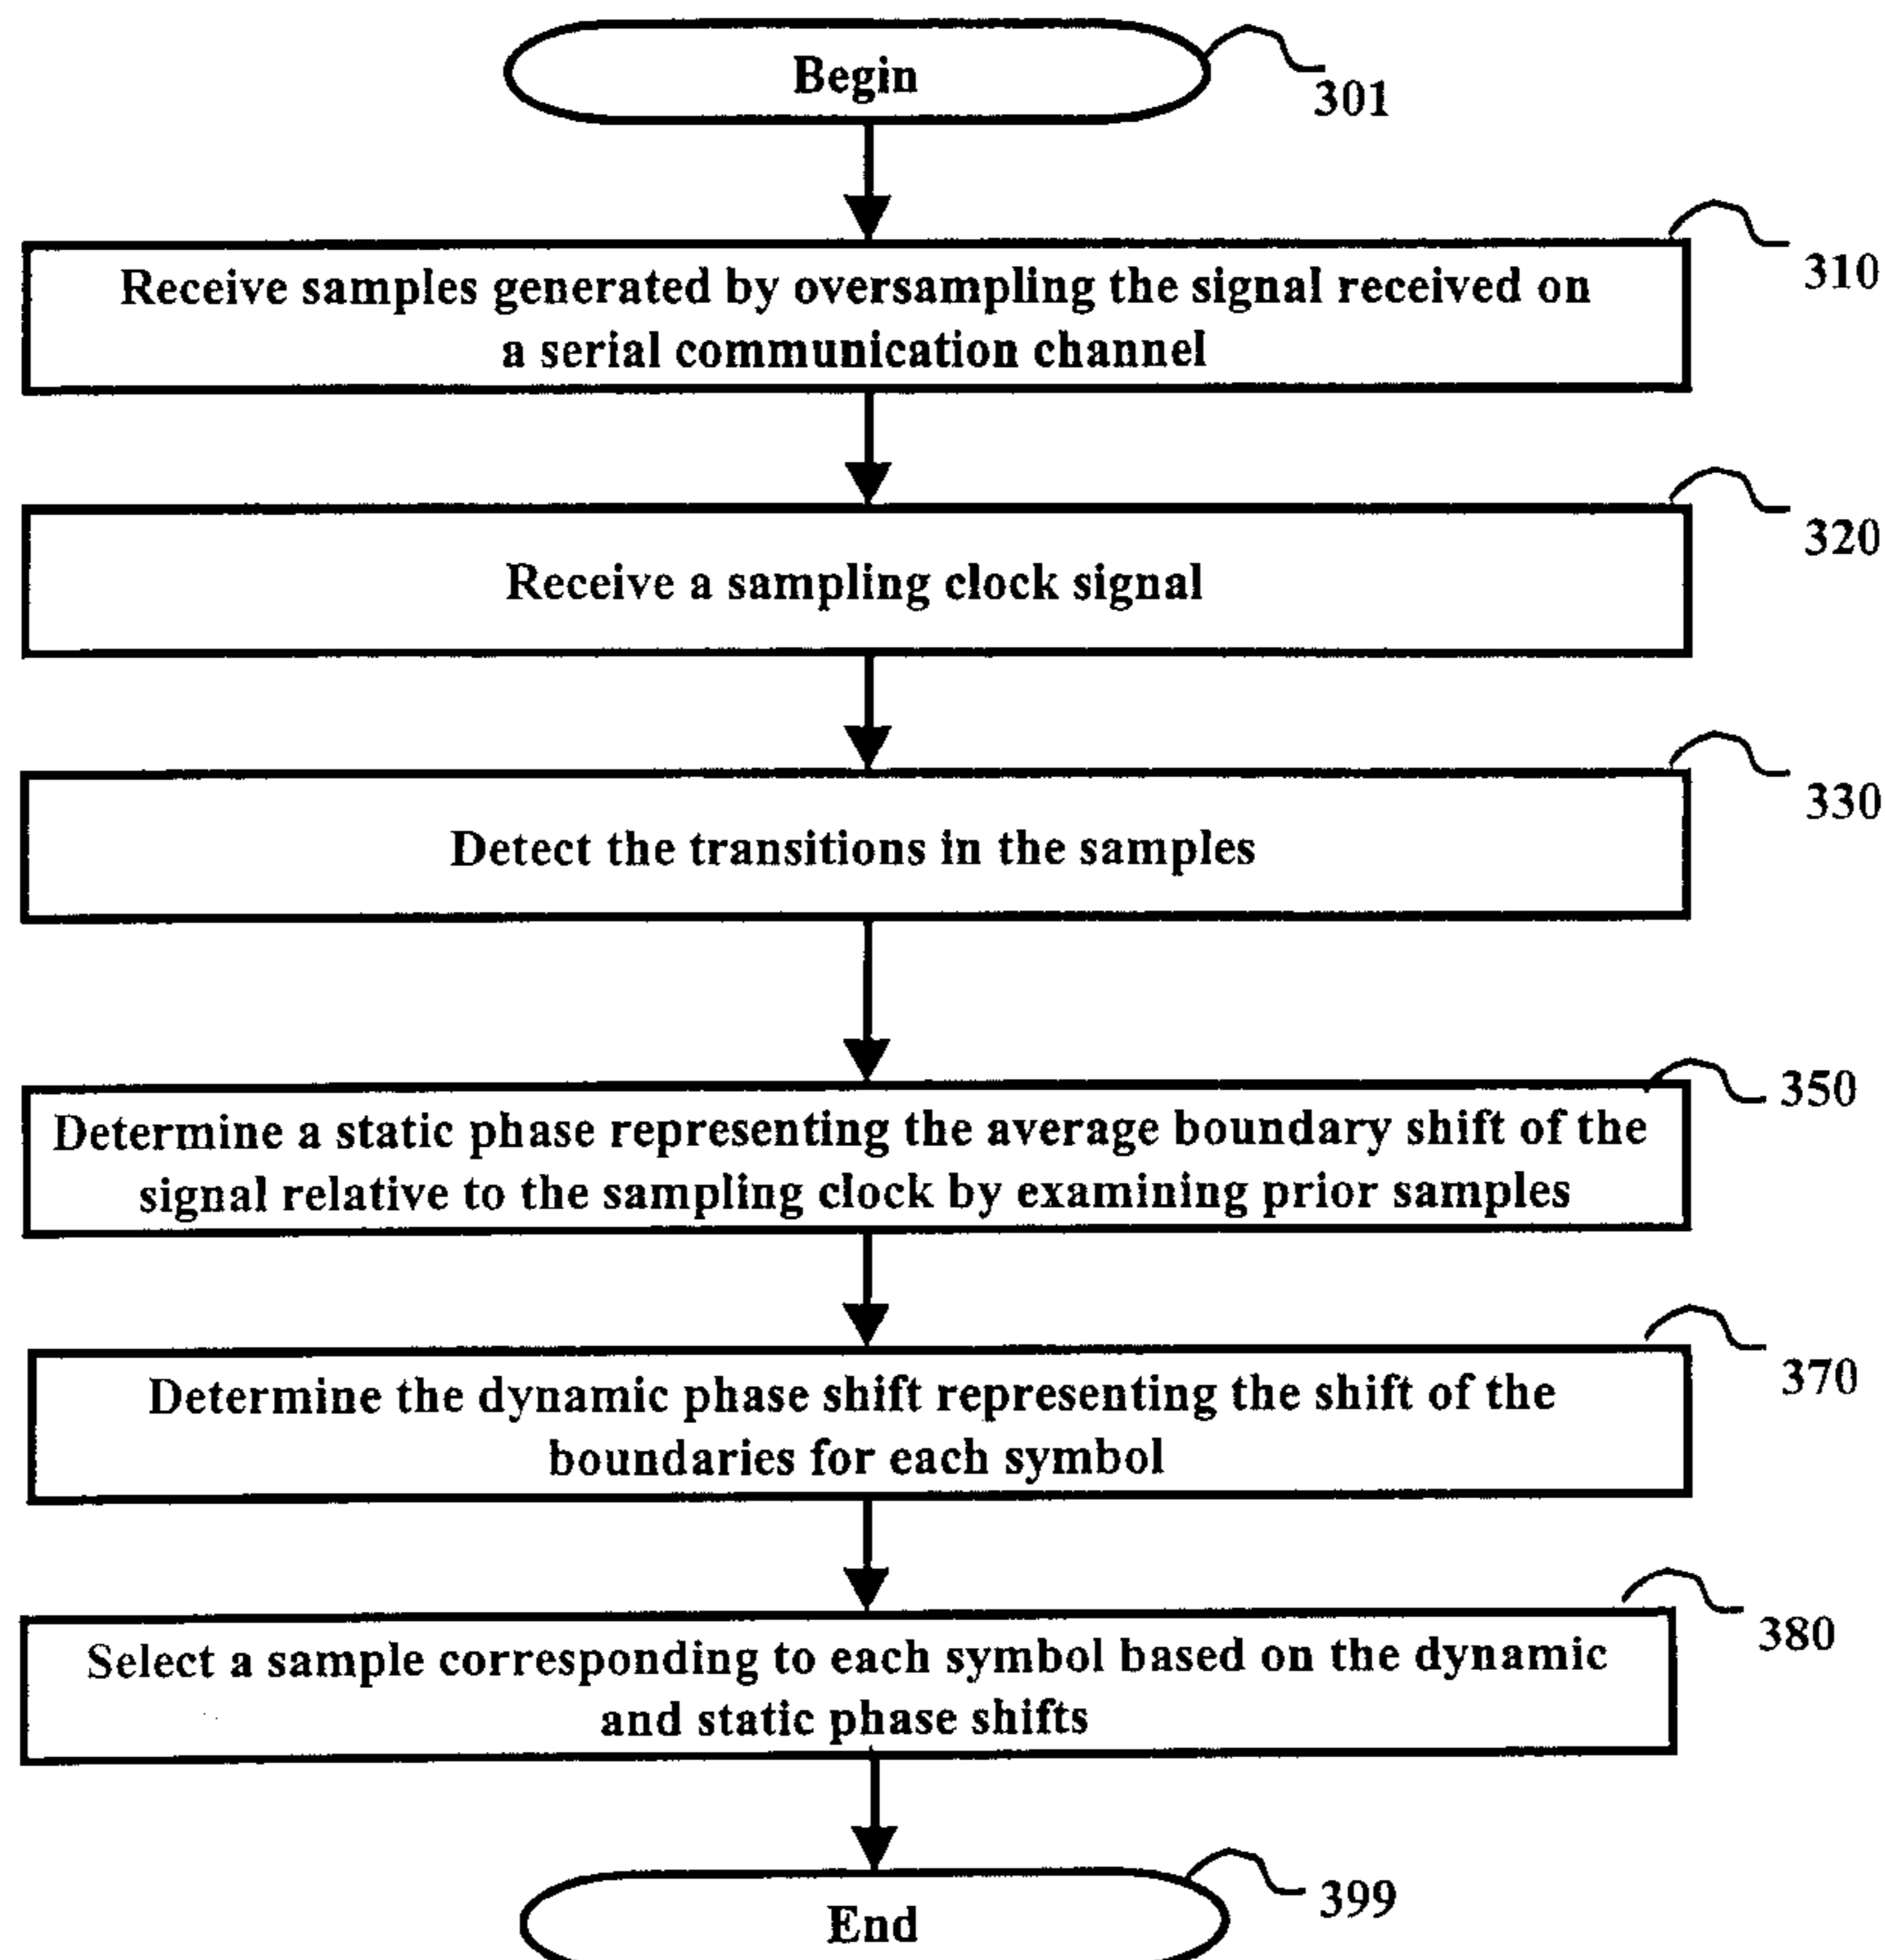 Begin
301
Receive samples generated by oversampling the signal received on
a serial communication channel
310
Receive a sampling clock signal
320
Detect the transitions in the samples
330
Determine a static phase representing the average boundary shift of the
signal relative to the sampling clock by examining prior samples
350
Determine the dynamic phase shift representing the shift of the
boundaries for each symbol
370
Select a sample corresponding to each symbol based on the dynamic
and static phase shifts
380
End
399